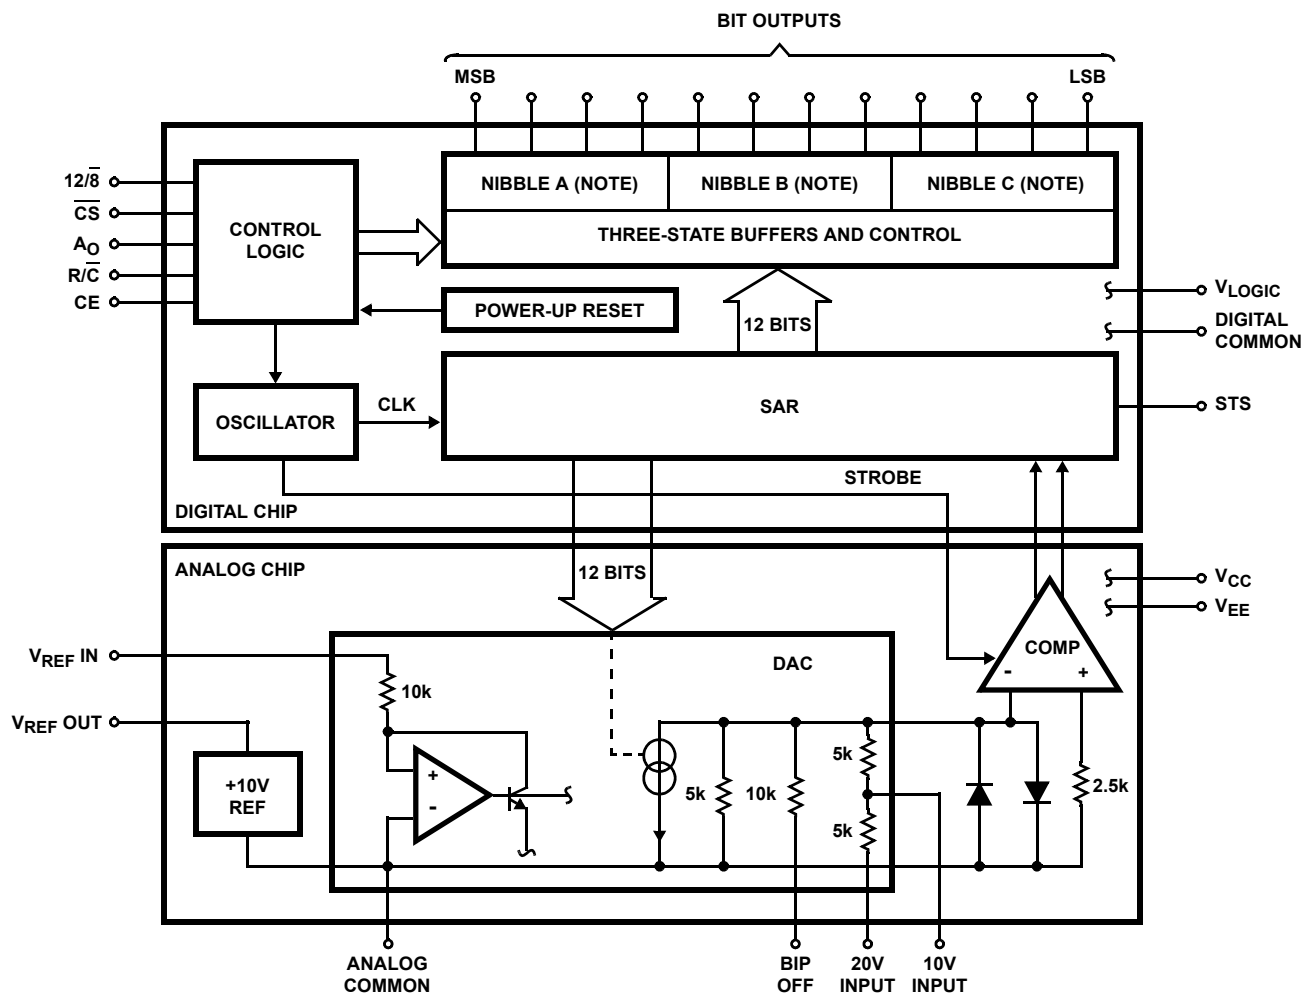 BIT OUTPUTS
MSB
LSB
12/8̅
C̅S̅
AO
R/C̅
CE
CONTROL
LOGIC
NIBBLE A (NOTE)
NIBBLE B (NOTE)
NIBBLE C (NOTE)
THREE-STATE BUFFERS AND CONTROL
POWER-UP RESET
12 BITS
VLOGIC
DIGITAL
COMMON
OSCILLATOR
CLK
SAR
STS
STROBE
DIGITAL CHIP
ANALOG CHIP
12 BITS
VCC
VEE
COMP
-
+
VREF IN
DAC
10k
VREF OUT
+10V
REF
+
-
5k
10k
5k
5k
2.5k
ANALOG
COMMON
BIP
OFF
20V
INPUT
10V
INPUT